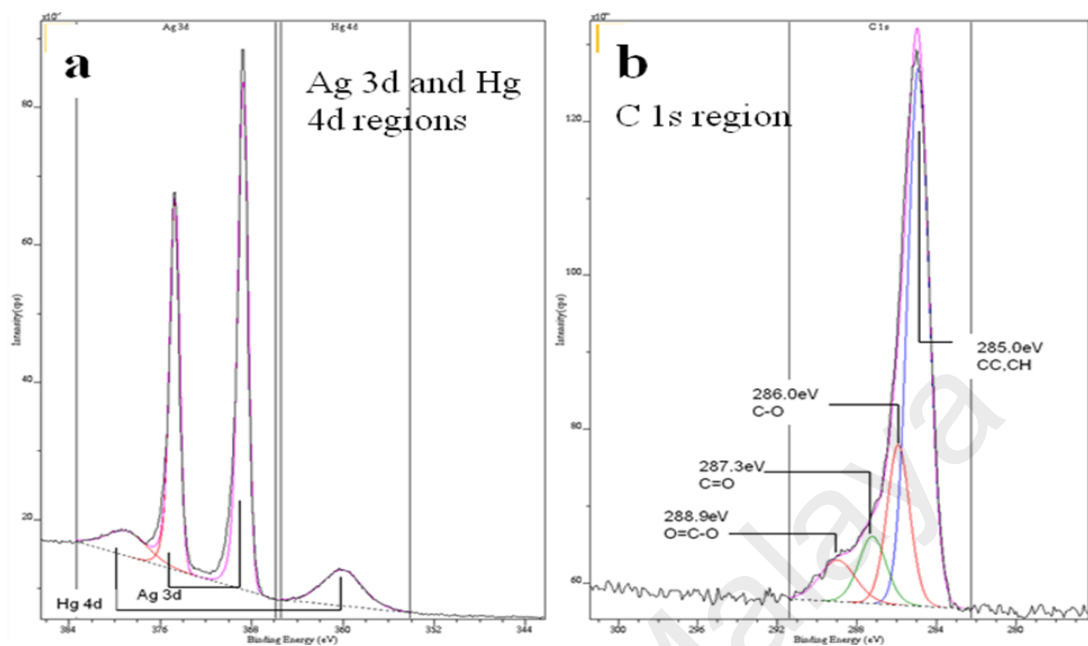 Ag 3d
Hg 4d
a
Ag 3d and Hg
4d regions
80
60
40
20
Intensity(cps)
Hg 4d
Ag 3d
384
376
368
360
352
344
Binding Energy (eV)
C 1s
b
C 1s region
120
100
80
60
Intensity(cps)
285.0eV
CC,CH
286.0eV
C-O
287.3eV
C=O
288.9eV
O=C-O
300
296
292
288
284
280
Binding Energy (eV)
Malaya